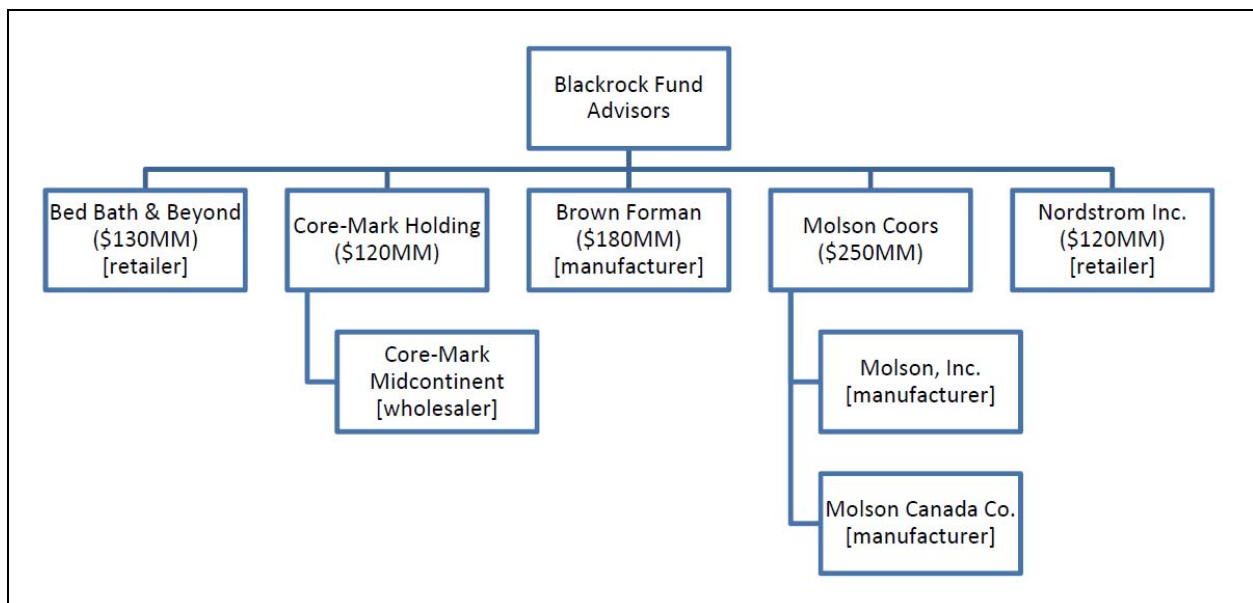 Blackrock Fund
Advisors
Bed Bath & Beyond
($130MM)
[retailer]
Core-Mark Holding
($120MM)
Brown Forman
($180MM)
[manufacturer]
Molson Coors
($250MM)
Nordstrom Inc.
($120MM)
[retailer]
Core-Mark
Midcontinent
[wholesaler]
Molson, Inc.
[manufacturer]
Molson Canada Co.
[manufacturer]